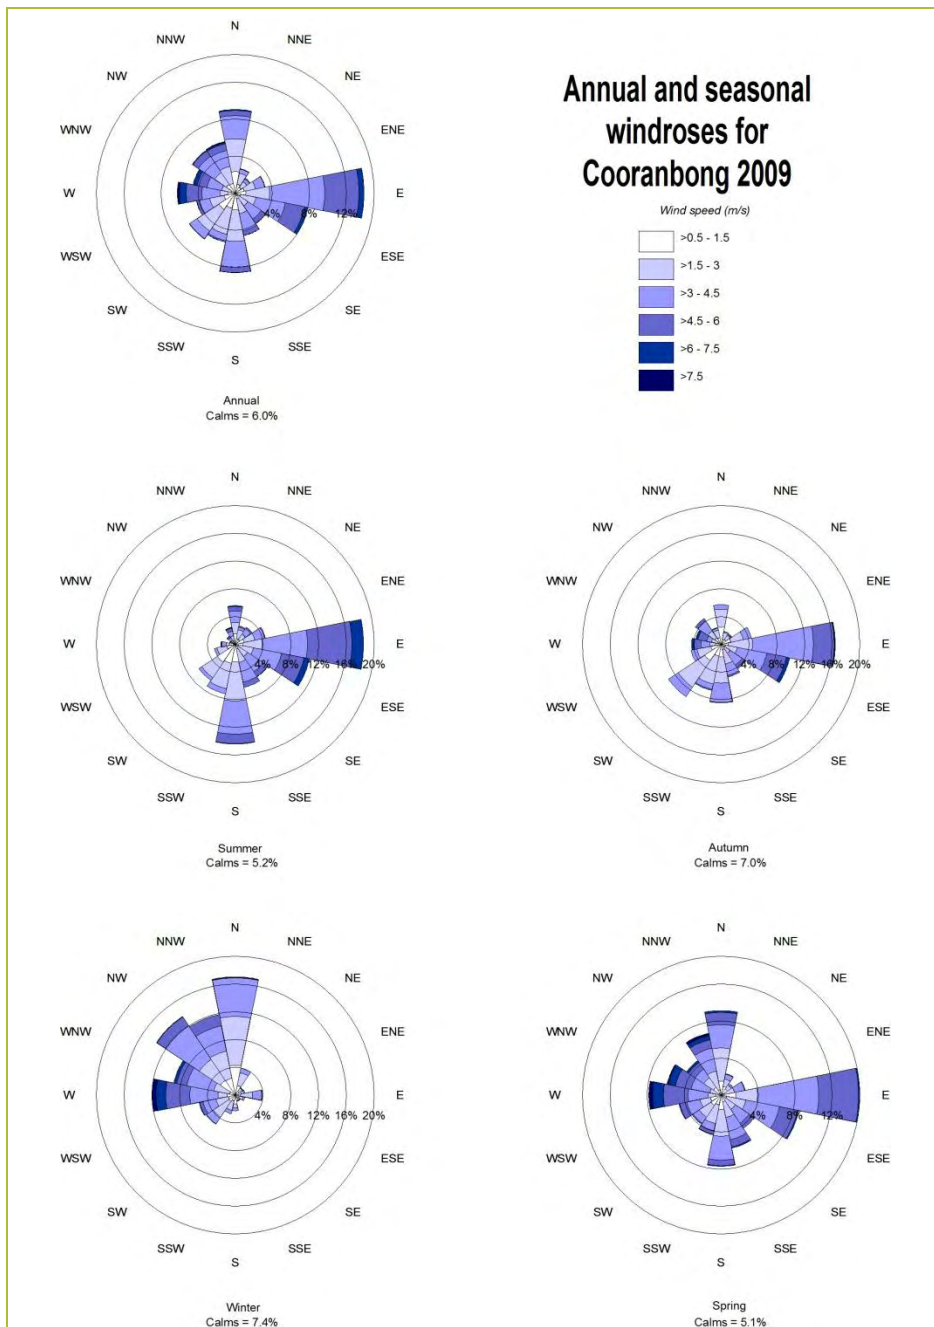 Annual and seasonal
windroses for
Cooranbong 2009
Wind speed (m/s)
>0.5 - 1.5
>1.5 - 3
>3 - 4.5
>4.5 - 6
>6 - 7.5
>7.5
N
NNW NNE
NW NE
WNW ENE
W E
4% 8% 12%
WSW ESE
SW SE
SSW SSE
S
Annual
Calms = 6.0%
N
NNW NNE
NW NE
WNW ENE
W E
4% 8% 12% 16% 20%
WSW ESE
SW SE
SSW SSE
S
Summer
Calms = 5.2%
N
NNW NNE
NW NE
WNW ENE
W E
4% 8% 12% 16% 20%
WSW ESE
SW SE
SSW SSE
S
Autumn
Calms = 7.0%
N
NNW NNE
NW NE
WNW ENE
W E
4% 8% 12% 16% 20%
WSW ESE
SW SE
SSW SSE
S
Winter
Calms = 7.4%
N
NNW NNE
NW NE
WNW ENE
W E
4% 8% 12%
WSW ESE
SW SE
SSW SSE
S
Spring
Calms = 5.1%